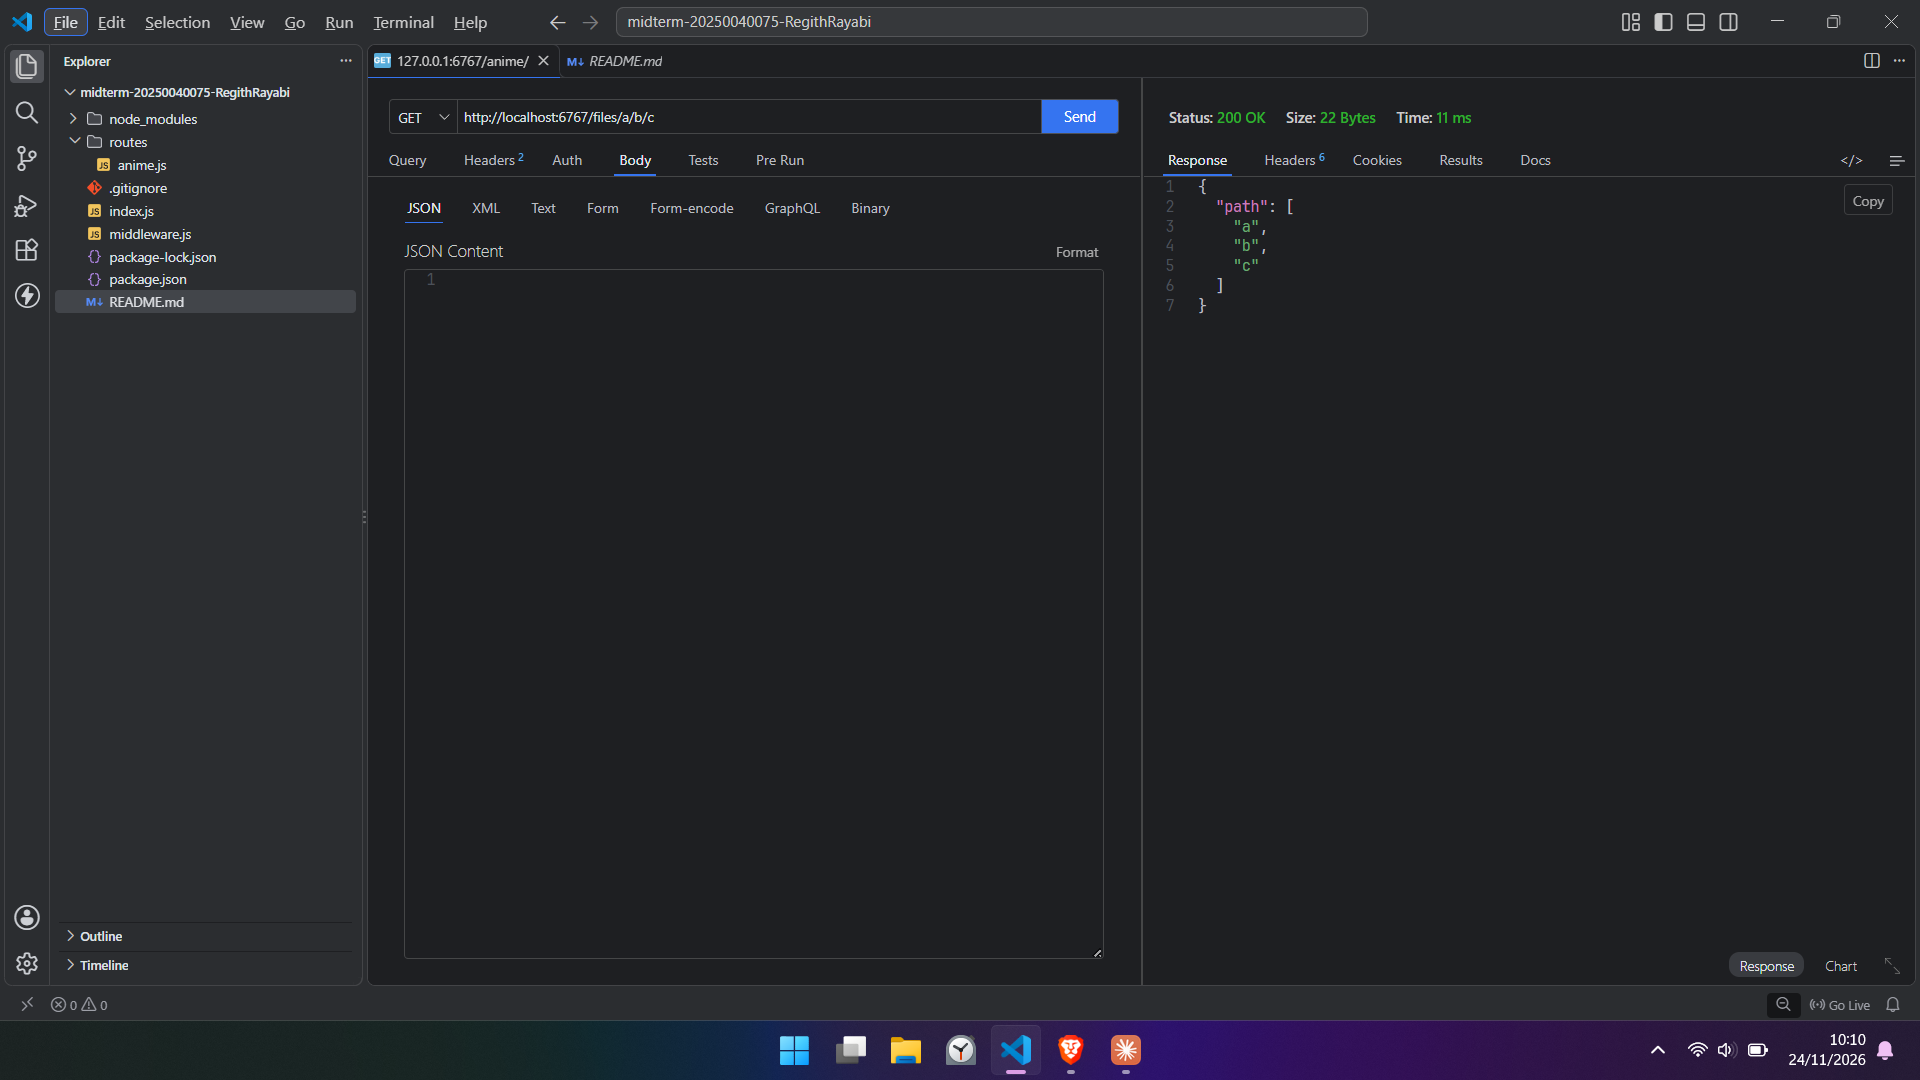 File Edit Selection View Go Run Terminal Help
midterm-20250040075-RegithRayabi
Explorer
midterm-20250040075-RegithRayabi
node_modules
routes
JS anime.js
.gitignore
JS index.js
JS middleware.js
{} package-lock.json
{} package.json
M↓ README.md
Outline
Timeline
GET 127.0.0.1:6767/anime/
M↓ README.md
GET http://localhost:6767/files/a/b/c Send
Query Headers 2 Auth Body Tests Pre Run
JSON XML Text Form Form-encode GraphQL Binary
JSON Content Format
1
Status: 200 OK Size: 22 Bytes Time: 11 ms
Response Headers 6 Cookies Results Docs </>
Copy
1 {
2 "path": [
3 "a",
4 "b",
5 "c"
6 ]
7 }
Response Chart
0 0 Go Live
10:10
24/11/2026